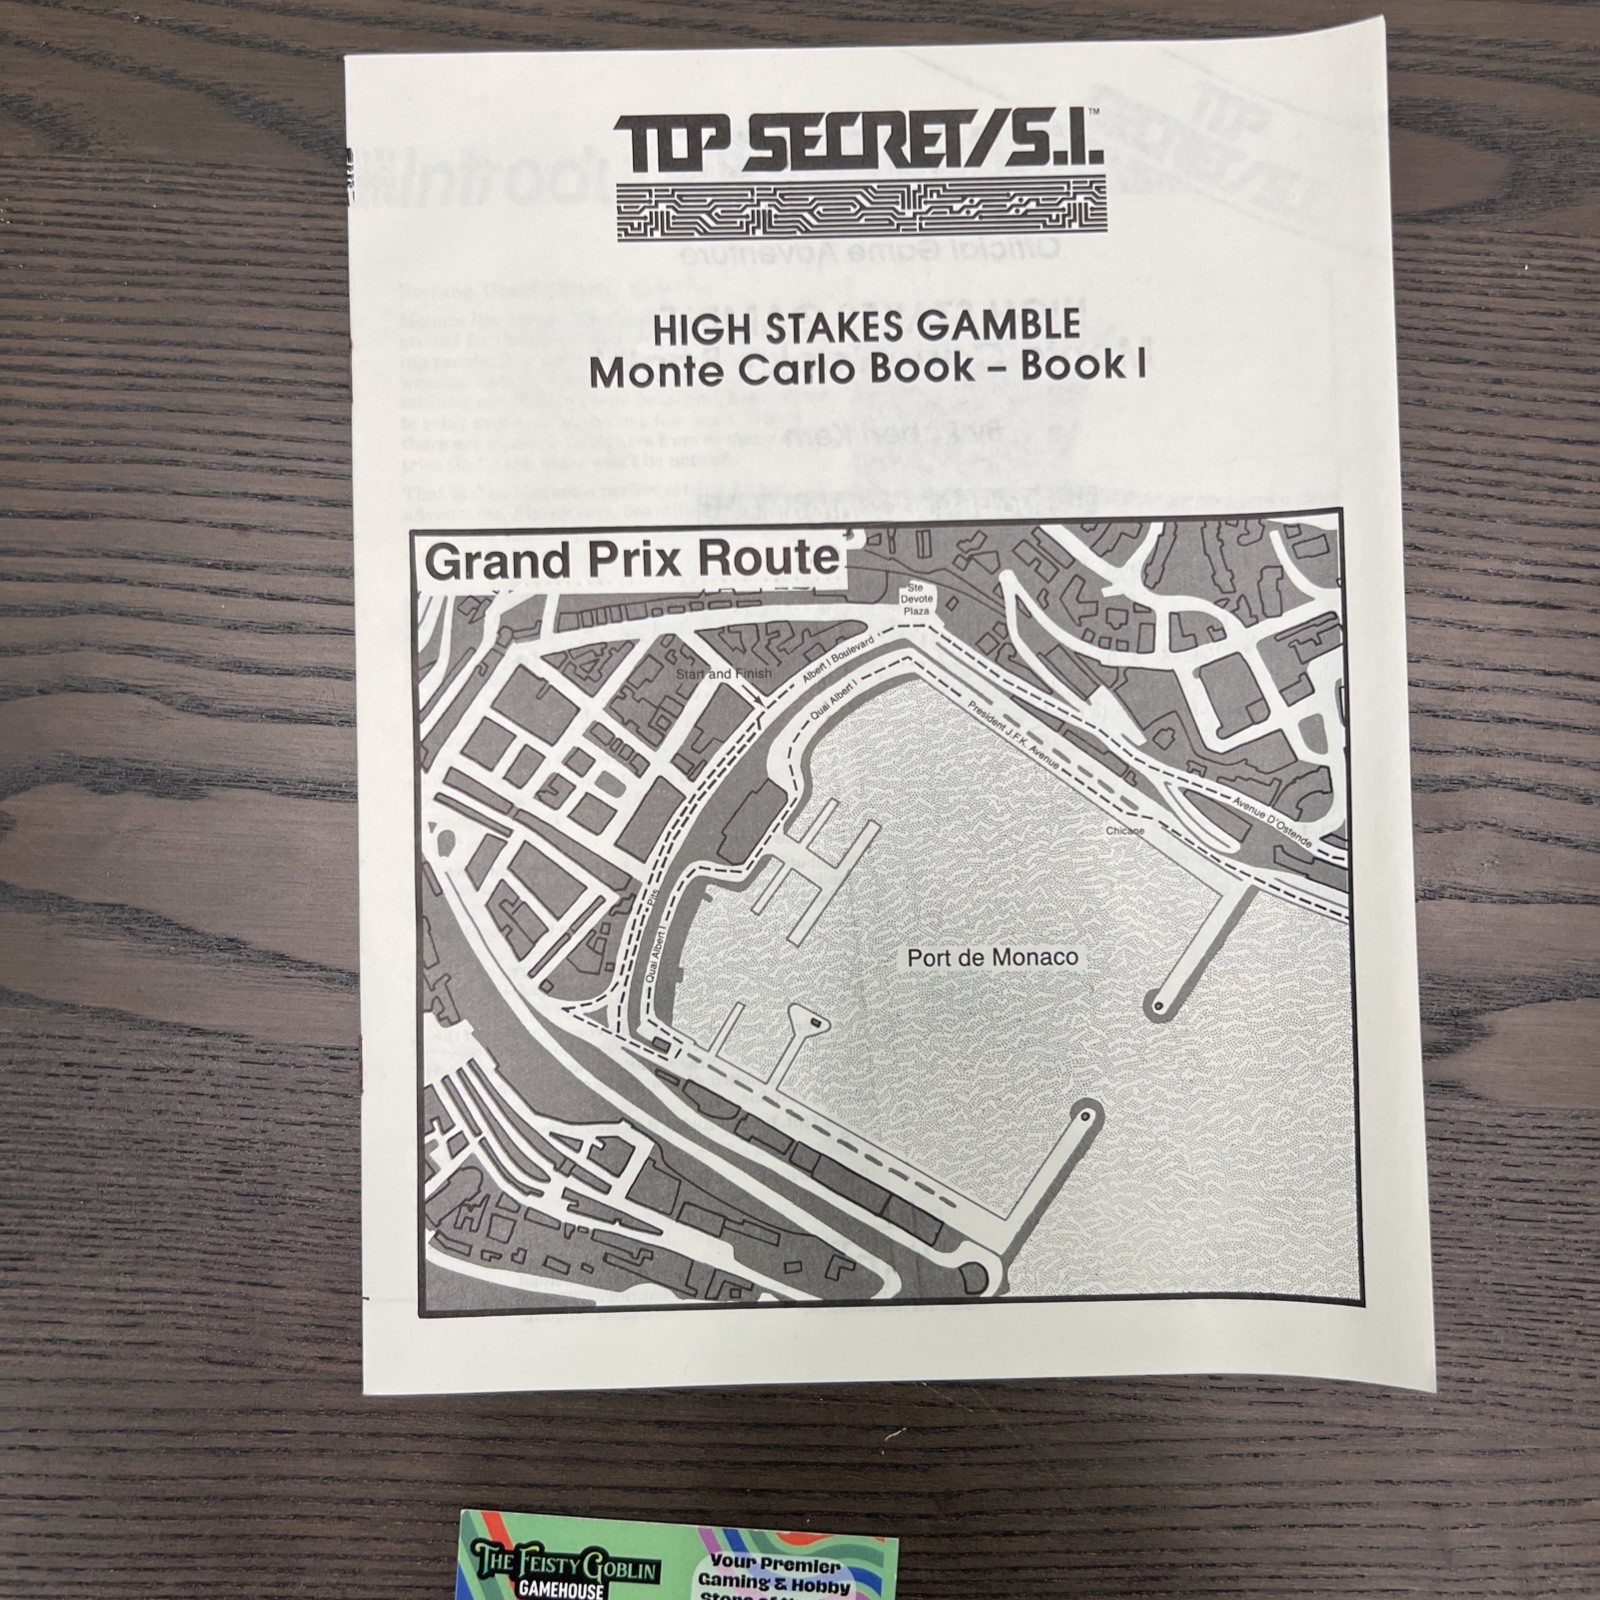 TOP SECRET/S.I.™
HIGH STAKES GAMBLE
Monte Carlo Book – Book I
Grand Prix Route
Ste
Devote
Plaza
Start and Finish
Albert I Boulevard
Quai Albert I
President J.F.K. Avenue
Avenue D'Ostende
Chicane
Pits
Quai Albert I
Port de Monaco
THE FEISTY GOBLIN
GAMEHOUSE
Your Premier
Gaming & Hobby